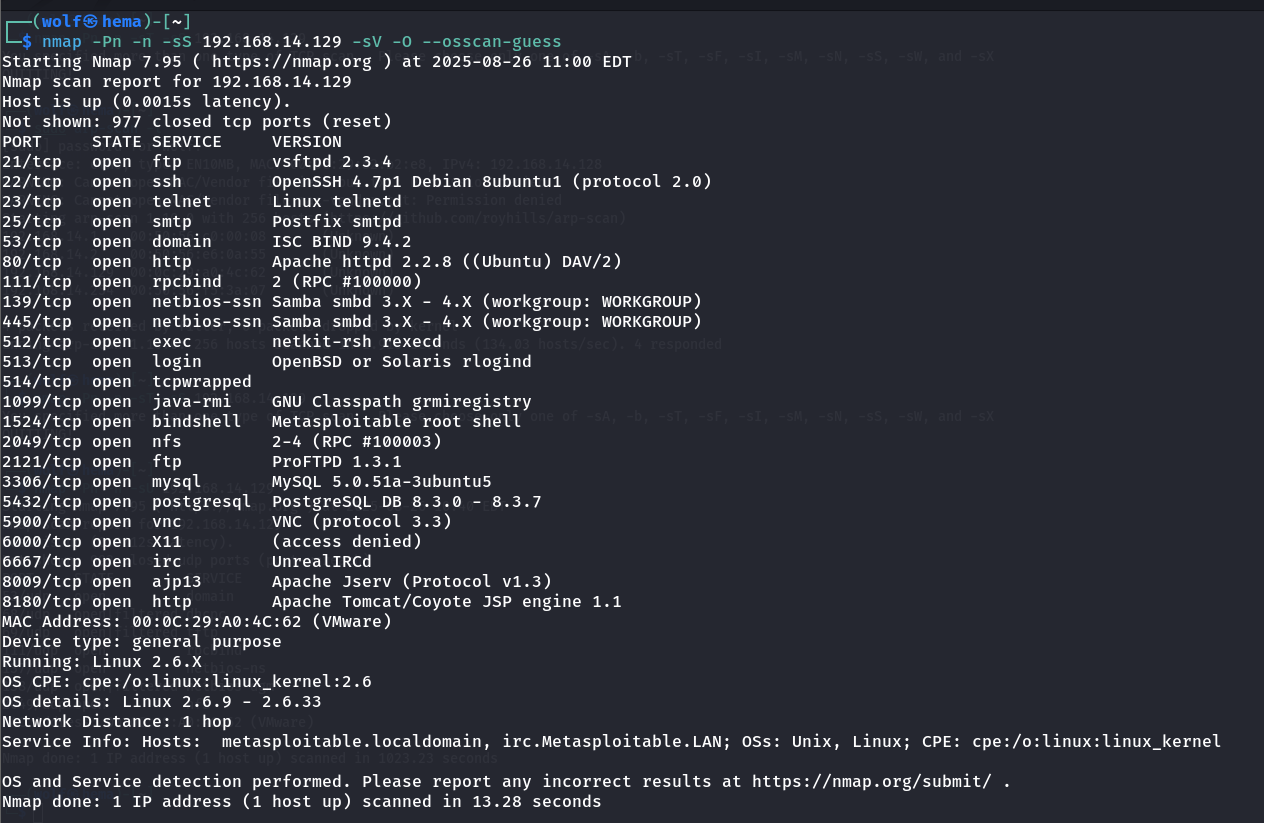 ┌──(wolf㉿hema)-[~]
└─$ nmap -Pn -n -sS 192.168.14.129 -sV -O --osscan-guess
Starting Nmap 7.95 ( https://nmap.org ) at 2025-08-26 11:00 EDT
Nmap scan report for 192.168.14.129
Host is up (0.0015s latency).
Not shown: 977 closed tcp ports (reset)
PORT     STATE SERVICE     VERSION
21/tcp   open  ftp         vsftpd 2.3.4
22/tcp   open  ssh         OpenSSH 4.7p1 Debian 8ubuntu1 (protocol 2.0)
23/tcp   open  telnet      Linux telnetd
25/tcp   open  smtp        Postfix smtpd
53/tcp   open  domain      ISC BIND 9.4.2
80/tcp   open  http        Apache httpd 2.2.8 ((Ubuntu) DAV/2)
111/tcp  open  rpcbind     2 (RPC #100000)
139/tcp  open  netbios-ssn Samba smbd 3.X - 4.X (workgroup: WORKGROUP)
445/tcp  open  netbios-ssn Samba smbd 3.X - 4.X (workgroup: WORKGROUP)
512/tcp  open  exec        netkit-rsh rexecd
513/tcp  open  login       OpenBSD or Solaris rlogind
514/tcp  open  tcpwrapped
1099/tcp open  java-rmi    GNU Classpath grmiregistry
1524/tcp open  bindshell   Metasploitable root shell
2049/tcp open  nfs         2-4 (RPC #100003)
2121/tcp open  ftp         ProFTPD 1.3.1
3306/tcp open  mysql       MySQL 5.0.51a-3ubuntu5
5432/tcp open  postgresql  PostgreSQL DB 8.3.0 - 8.3.7
5900/tcp open  vnc         VNC (protocol 3.3)
6000/tcp open  X11         (access denied)
6667/tcp open  irc         UnrealIRCd
8009/tcp open  ajp13       Apache Jserv (Protocol v1.3)
8180/tcp open  http        Apache Tomcat/Coyote JSP engine 1.1
MAC Address: 00:0C:29:A0:4C:62 (VMware)
Device type: general purpose
Running: Linux 2.6.X
OS CPE: cpe:/o:linux:linux_kernel:2.6
OS details: Linux 2.6.9 - 2.6.33
Network Distance: 1 hop
Service Info: Hosts:  metasploitable.localdomain, irc.Metasploitable.LAN; OSs: Unix, Linux; CPE: cpe:/o:linux:linux_kernel
OS and Service detection performed. Please report any incorrect results at https://nmap.org/submit/ .
Nmap done: 1 IP address (1 host up) scanned in 13.28 seconds